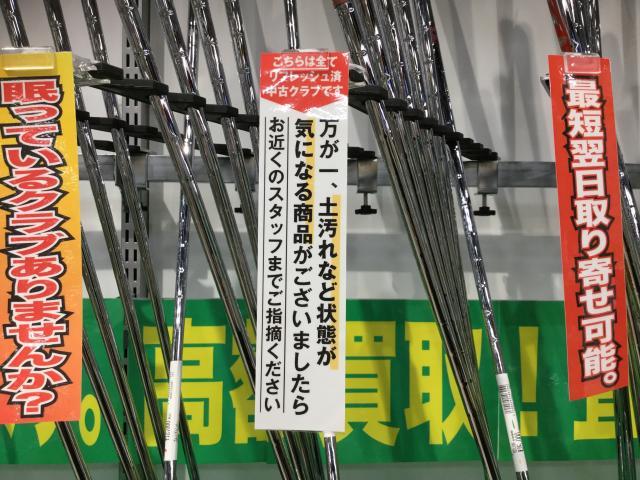 眠っているクラブありませんか?
こちらは全て
リフレッシュ済
中古クラブです
万が一、土汚れなど状態が
気になる商品がございましたら
お近くのスタッフまでご指摘ください
最短翌日取り寄せ可能。
。高額買取!